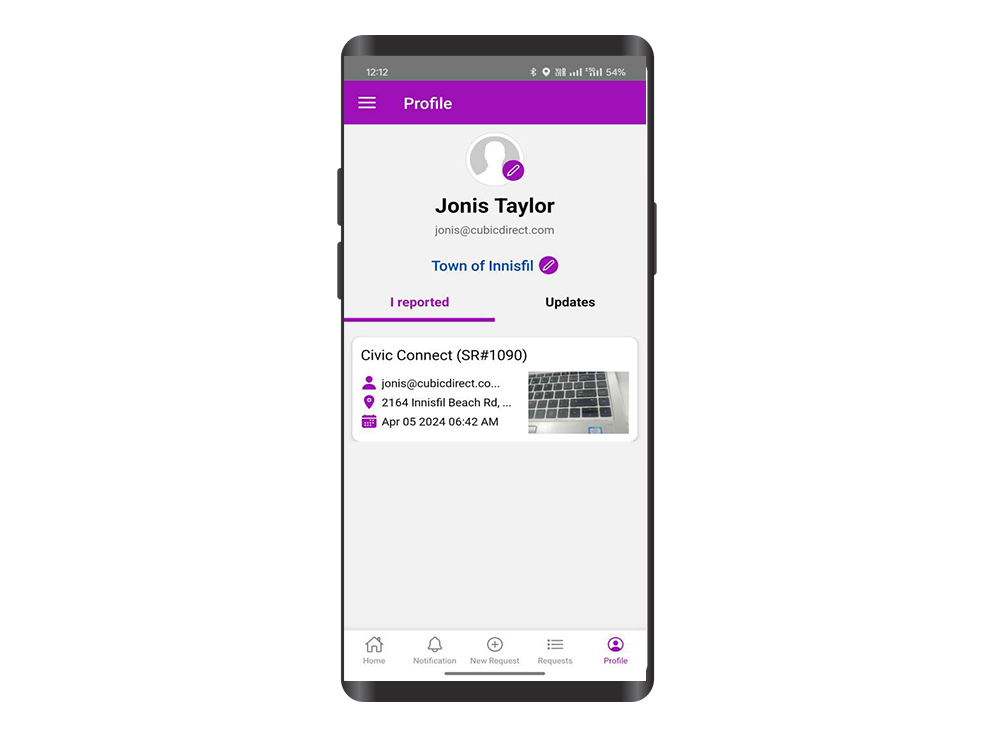 12:12
54%
Profile
Jonis Taylor
jonis@cubicdirect.com
Town of Innisfil
I reported
Updates
Civic Connect (SR#1090)
jonis@cubicdirect.co...
2164 Innisfil Beach Rd, ...
Apr 05 2024 06:42 AM
Home
Notification
New Request
Requests
Profile